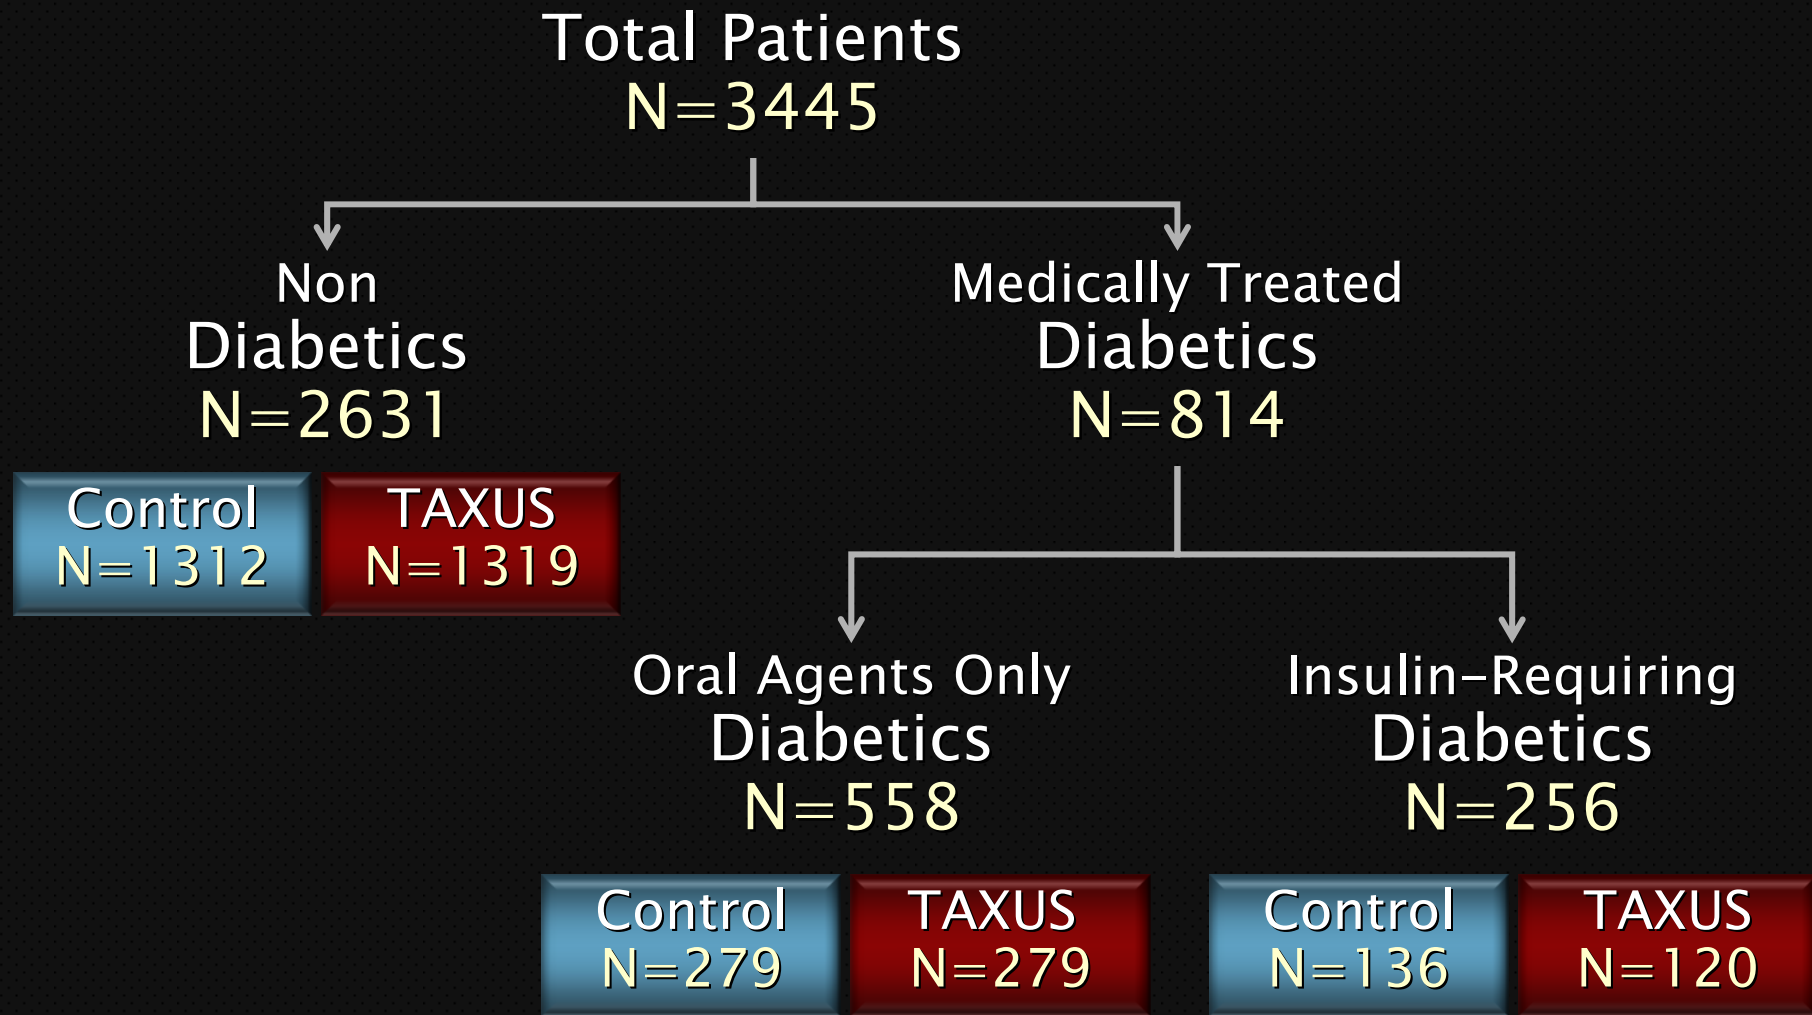 Total Patients
N=3445
Non
Diabetics
N=2631
Medically Treated
Diabetics
N=814
Control
N=1312
TAXUS
N=1319
Oral Agents Only
Diabetics
N=558
Insulin-Requiring
Diabetics
N=256
Control
N=279
TAXUS
N=279
Control
N=136
TAXUS
N=120